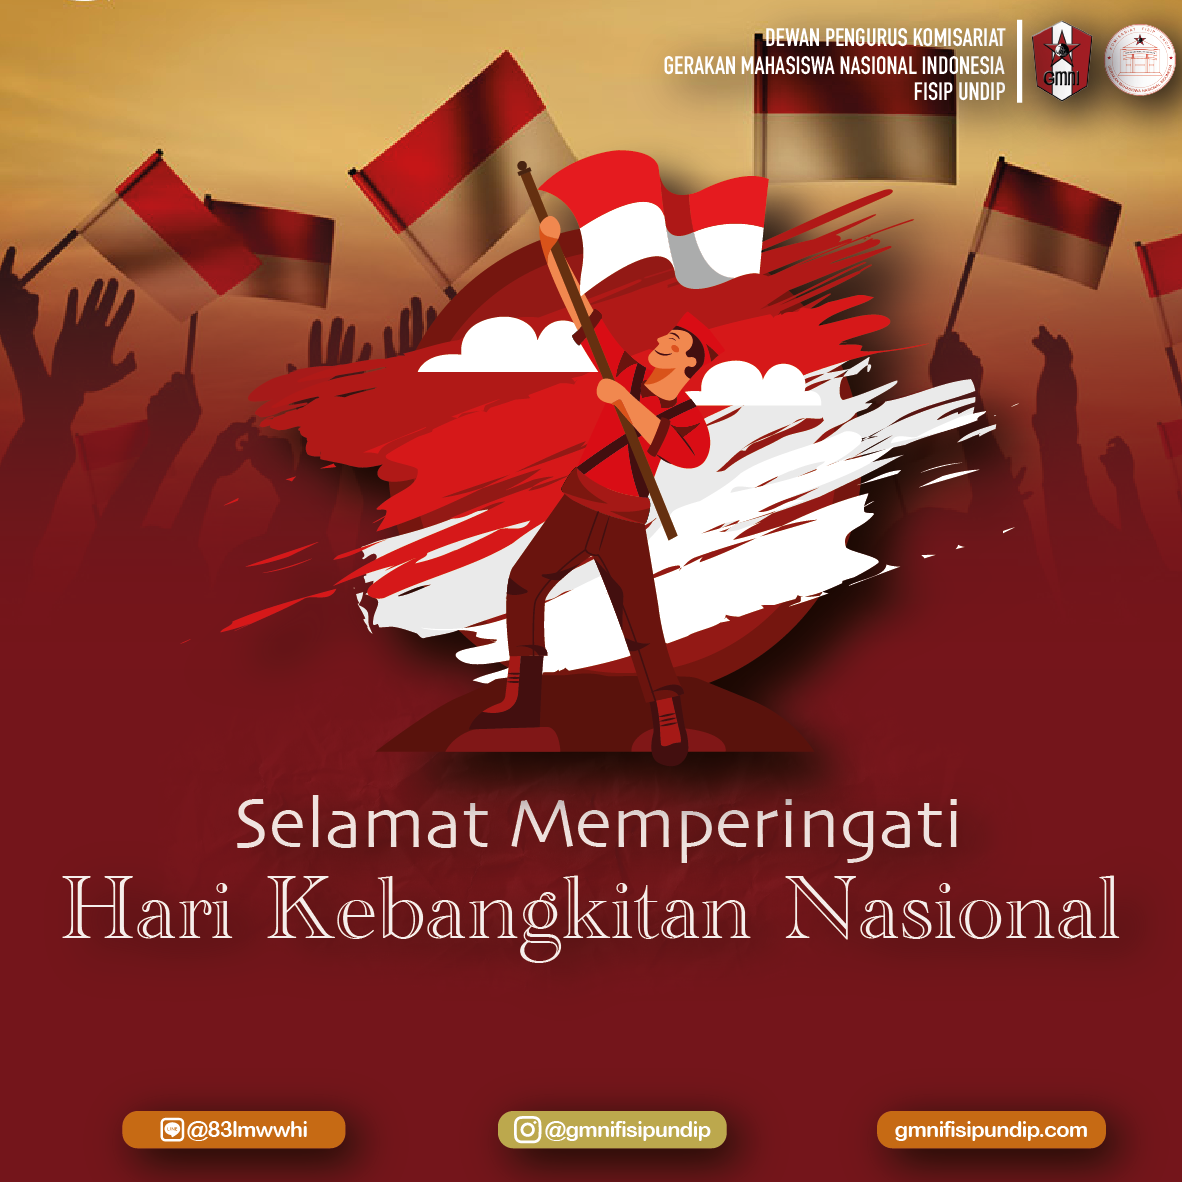 DEWAN PENGURUS KOMISARIAT
GERAKAN MAHASISWA NASIONAL INDONESIA
FISIP UNDIP
GMNI
Selamat Memperingati
Hari Kebangkitan Nasional
LINE
@83lmwwhi
@gmnifisipundip
gmnifisipundip.com